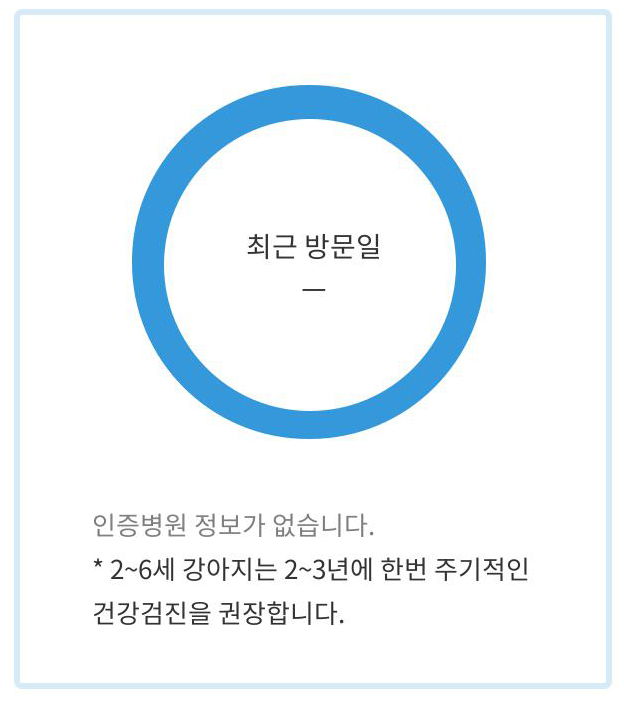 최근 방문일
—
인증병원 정보가 없습니다.
* 2~6세 강아지는 2~3년에 한번 주기적인
건강검진을 권장합니다.